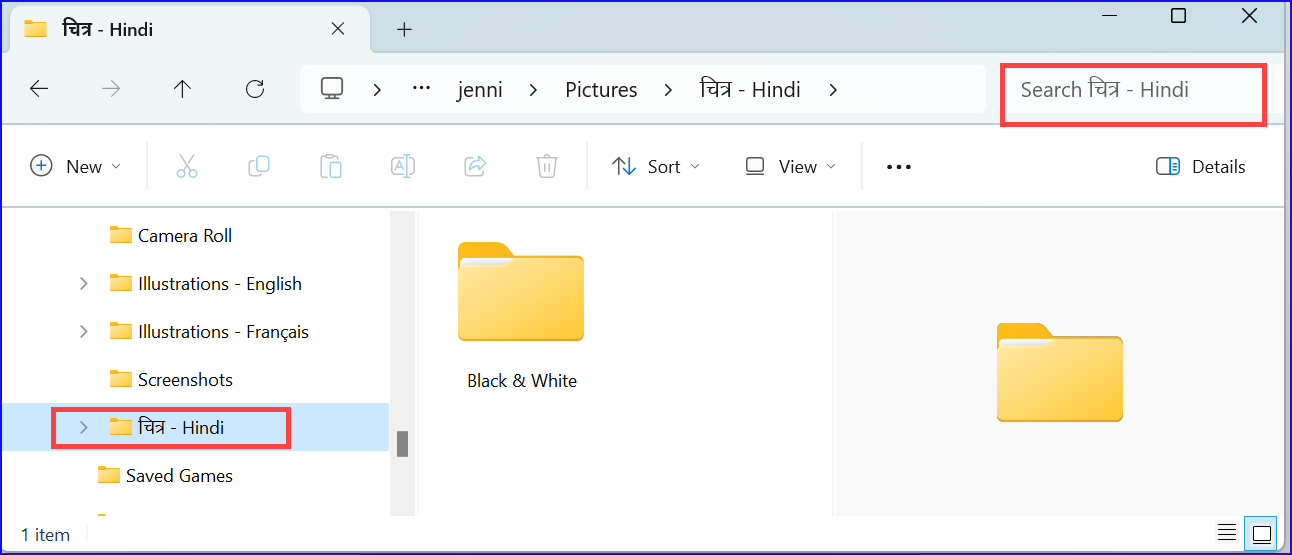 चित्र - Hindi
jenni Pictures चित्र - Hindi
Search चित्र - Hindi
New Sort View Details
Camera Roll
Illustrations - English
Illustrations - Français
Screenshots
चित्र - Hindi
Saved Games
Black & White
1 item